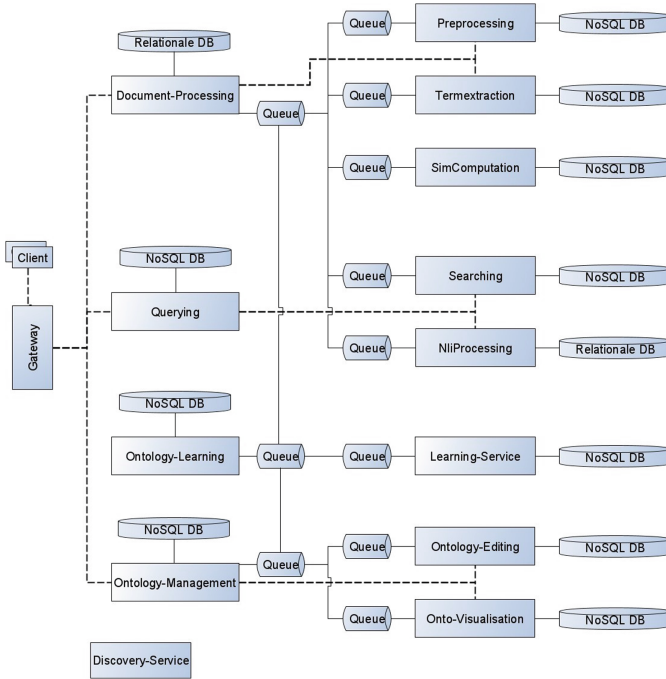 Queue
Preprocessing
NoSQL DB
Relationale DB
Document-Processing
Queue
Queue
Termextraction
NoSQL DB
Queue
SimComputation
NoSQL DB
Client
NoSQL DB
Queue
Searching
NoSQL DB
Querying
Gateway
Queue
NliProcessing
Relationale DB
NoSQL DB
Ontology-Learning
Queue
Queue
Learning-Service
NoSQL DB
NoSQL DB
Queue
Ontology-Editing
NoSQL DB
Queue
Ontology-Management
Queue
Onto-Visualisation
NoSQL DB
Discovery-Service